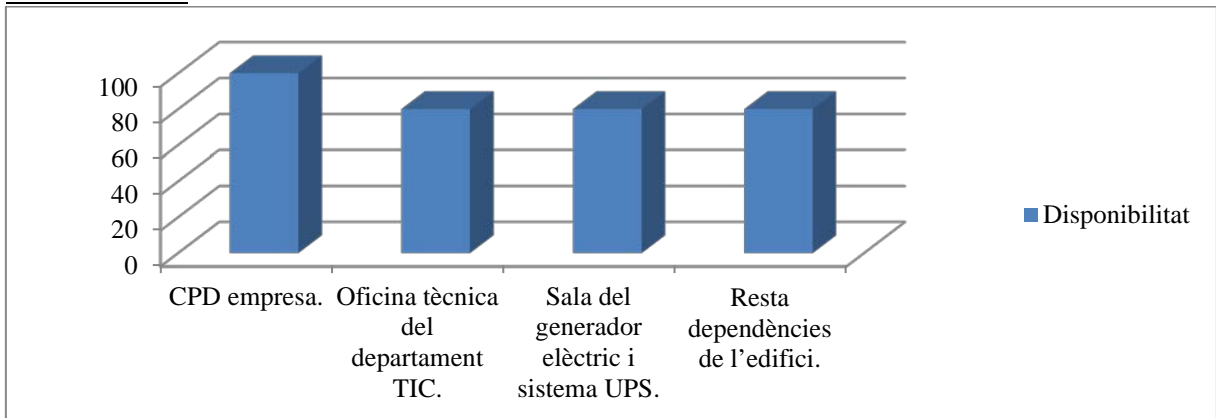 100
80
60
40
20
0
CPD empresa.
Oficina tècnica
del
departament
TIC.
Sala del
generador
elèctric i
sistema UPS.
Resta
dependències
de l’edifici.
Disponibilitat